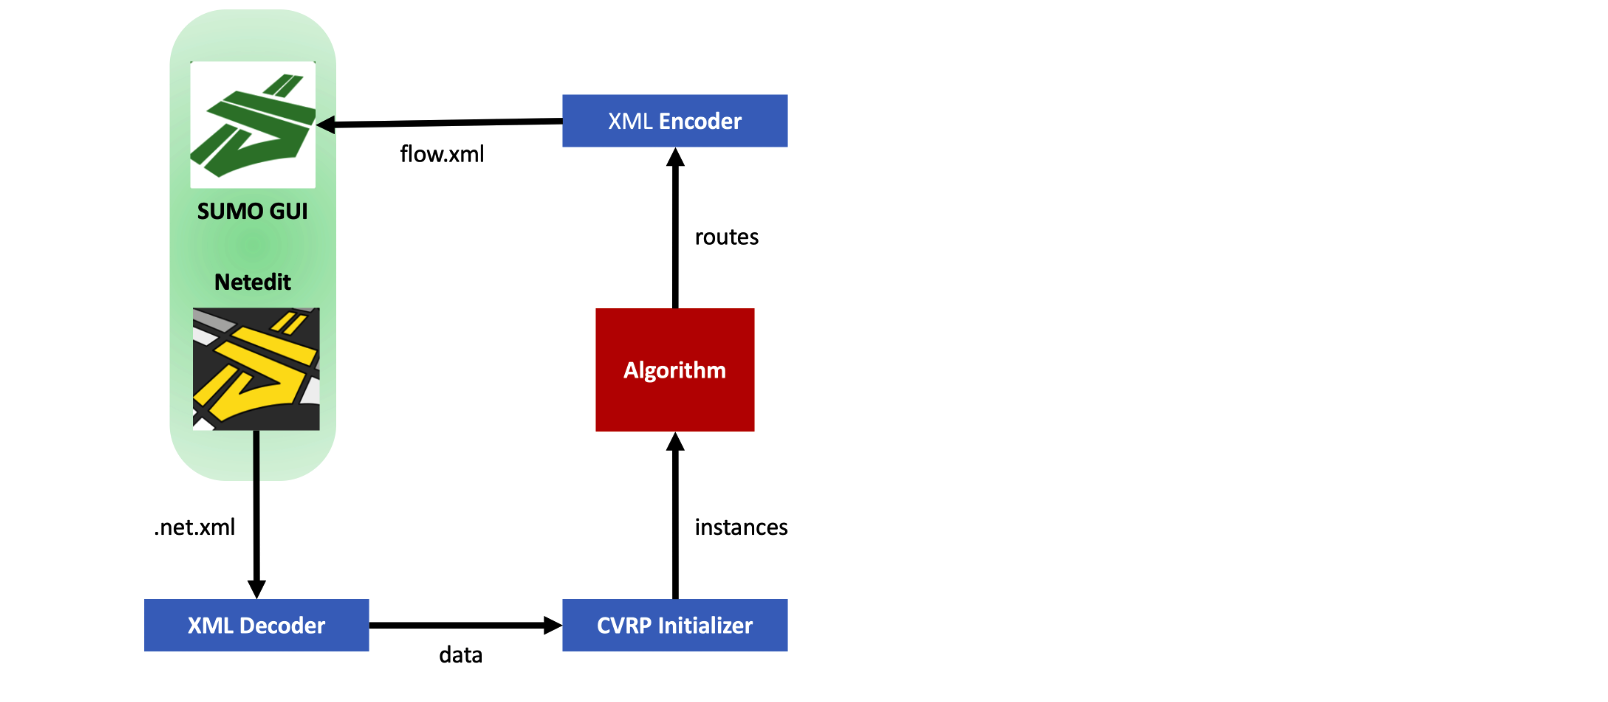 XML Encoder
flow.xml
SUMO GUI
routes
Netedit
Algorithm
.net.xml
instances
XML Decoder
CVRP Initializer
data